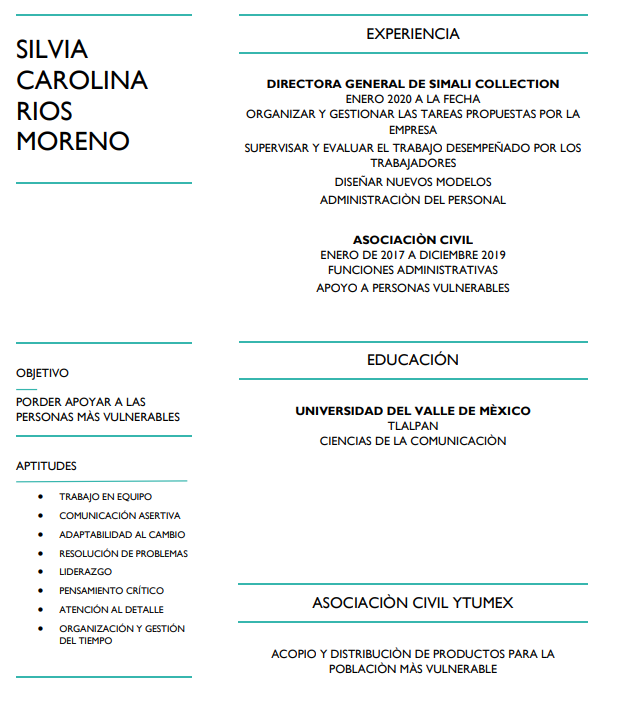 SILVIA
CAROLINA
RIOS
MORENO
OBJETIVO
PORDER APOYAR A LAS
PERSONAS MÀS VULNERABLES
APTITUDES
• TRABAJO EN EQUIPO
• COMUNICACIÓN ASERTIVA
• ADAPTABILIDAD AL CAMBIO
• RESOLUCIÓN DE PROBLEMAS
• LIDERAZGO
• PENSAMIENTO CRÍTICO
• ATENCIÓN AL DETALLE
• ORGANIZACIÓN Y GESTIÓN
DEL TIEMPO
EXPERIENCIA
DIRECTORA GENERAL DE SIMALI COLLECTION
ENERO 2020 A LA FECHA
ORGANIZAR Y GESTIONAR LAS TAREAS PROPUESTAS POR LA
EMPRESA
SUPERVISAR Y EVALUAR EL TRABAJO DESEMPEÑADO POR LOS
TRABAJADORES
DISEÑAR NUEVOS MODELOS
ADMINISTRACIÒN DEL PERSONAL
ASOCIACIÒN CIVIL
ENERO DE 2017 A DICIEMBRE 2019
FUNCIONES ADMINISTRATIVAS
APOYO A PERSONAS VULNERABLES
EDUCACIÓN
UNIVERSIDAD DEL VALLE DE MÈXICO
TLALPAN
CIENCIAS DE LA COMUNICACIÒN
ASOCIACIÒN CIVIL YTUMEX
ACOPIO Y DISTRIBUCIÒN DE PRODUCTOS PARA LA
POBLACIÒN MÀS VULNERABLE